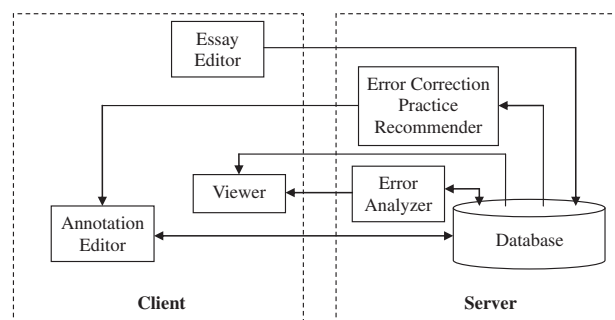 Essay
Editor
Error Correction
Practice
Recommender
Viewer
Error
Analyzer
Annotation
Editor
Database
Client
Server